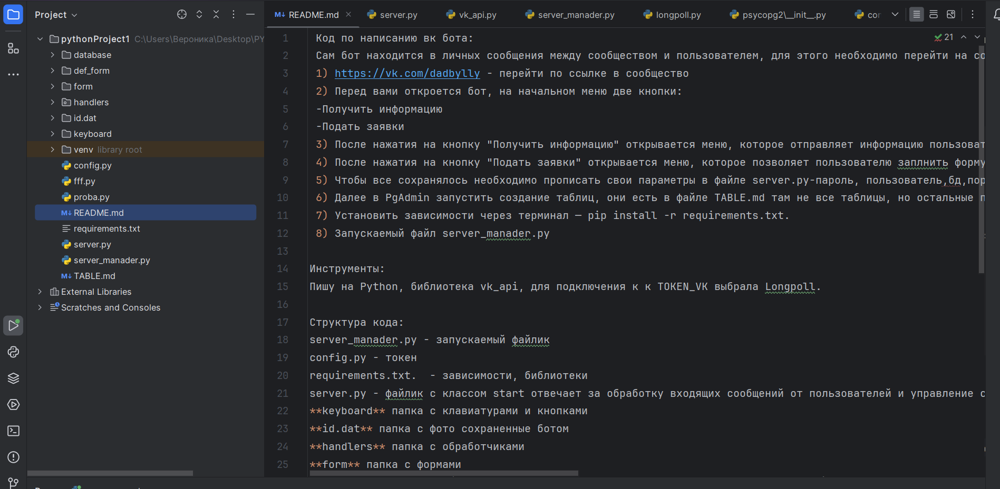 Project
README.md
server.py
vk_api.py
server_manader.py
longpoll.py
psycopg2\__init__.py
pythonProject1 C:\Users\Вероника\Desktop\PY
database
def_form
form
handlers
id.dat
keyboard
venv library root
config.py
fff.py
proba.py
README.md
requirements.txt
server.py
server_manader.py
TABLE.md
External Libraries
Scratches and Consoles
21
1 Код по написанию вк бота:
2 Сам бот находится в личных сообщения между сообществом и пользователем, для этого необходимо перейти на со
3 1) https://vk.com/dadbylly - перейти по ссылке в сообщество
4 2) Перед вами откроется бот, на начальном меню две кнопки:
5 -Получить информацию
6 -Подать заявки
7 3) После нажатия на кнопку "Получить информацию" открывается меню, которое отправляет информацию пользоват
8 4) После нажатия на кнопку "Подать заявки" открывается меню, которое позволяет пользователю заплнить форму
9 5) Чтобы все сохранялось необходимо прописать свои параметры в файле server.py-пароль, пользователь,бд,пор
10 6) Далее в PgAdmin запустить создание таблиц, они есть в файле TABLE.md там не все таблицы, но остальные п
11 7) Установить зависимости через терминал — pip install -r requirements.txt.
12 8) Запускаемый файл server_manader.py
13
14 Инструменты:
15 Пишу на Python, библиотека vk_api, для подключения к к TOKEN_VK выбрала Longpoll.
16
17 Структура кода:
18 server_manader.py - запускаемый файлик
19 config.py - токен
20 requirements.txt.  - зависимости, библиотеки
21 server.py - файлик с классом start отвечает за обработку входящих сообщений от пользователей и управление с
22 **keyboard** папка с клавиатурами и кнопками
23 **id.dat** папка с фото сохраненные ботом
24 **handlers** папка с обработчиками
25 **form** папка с формами